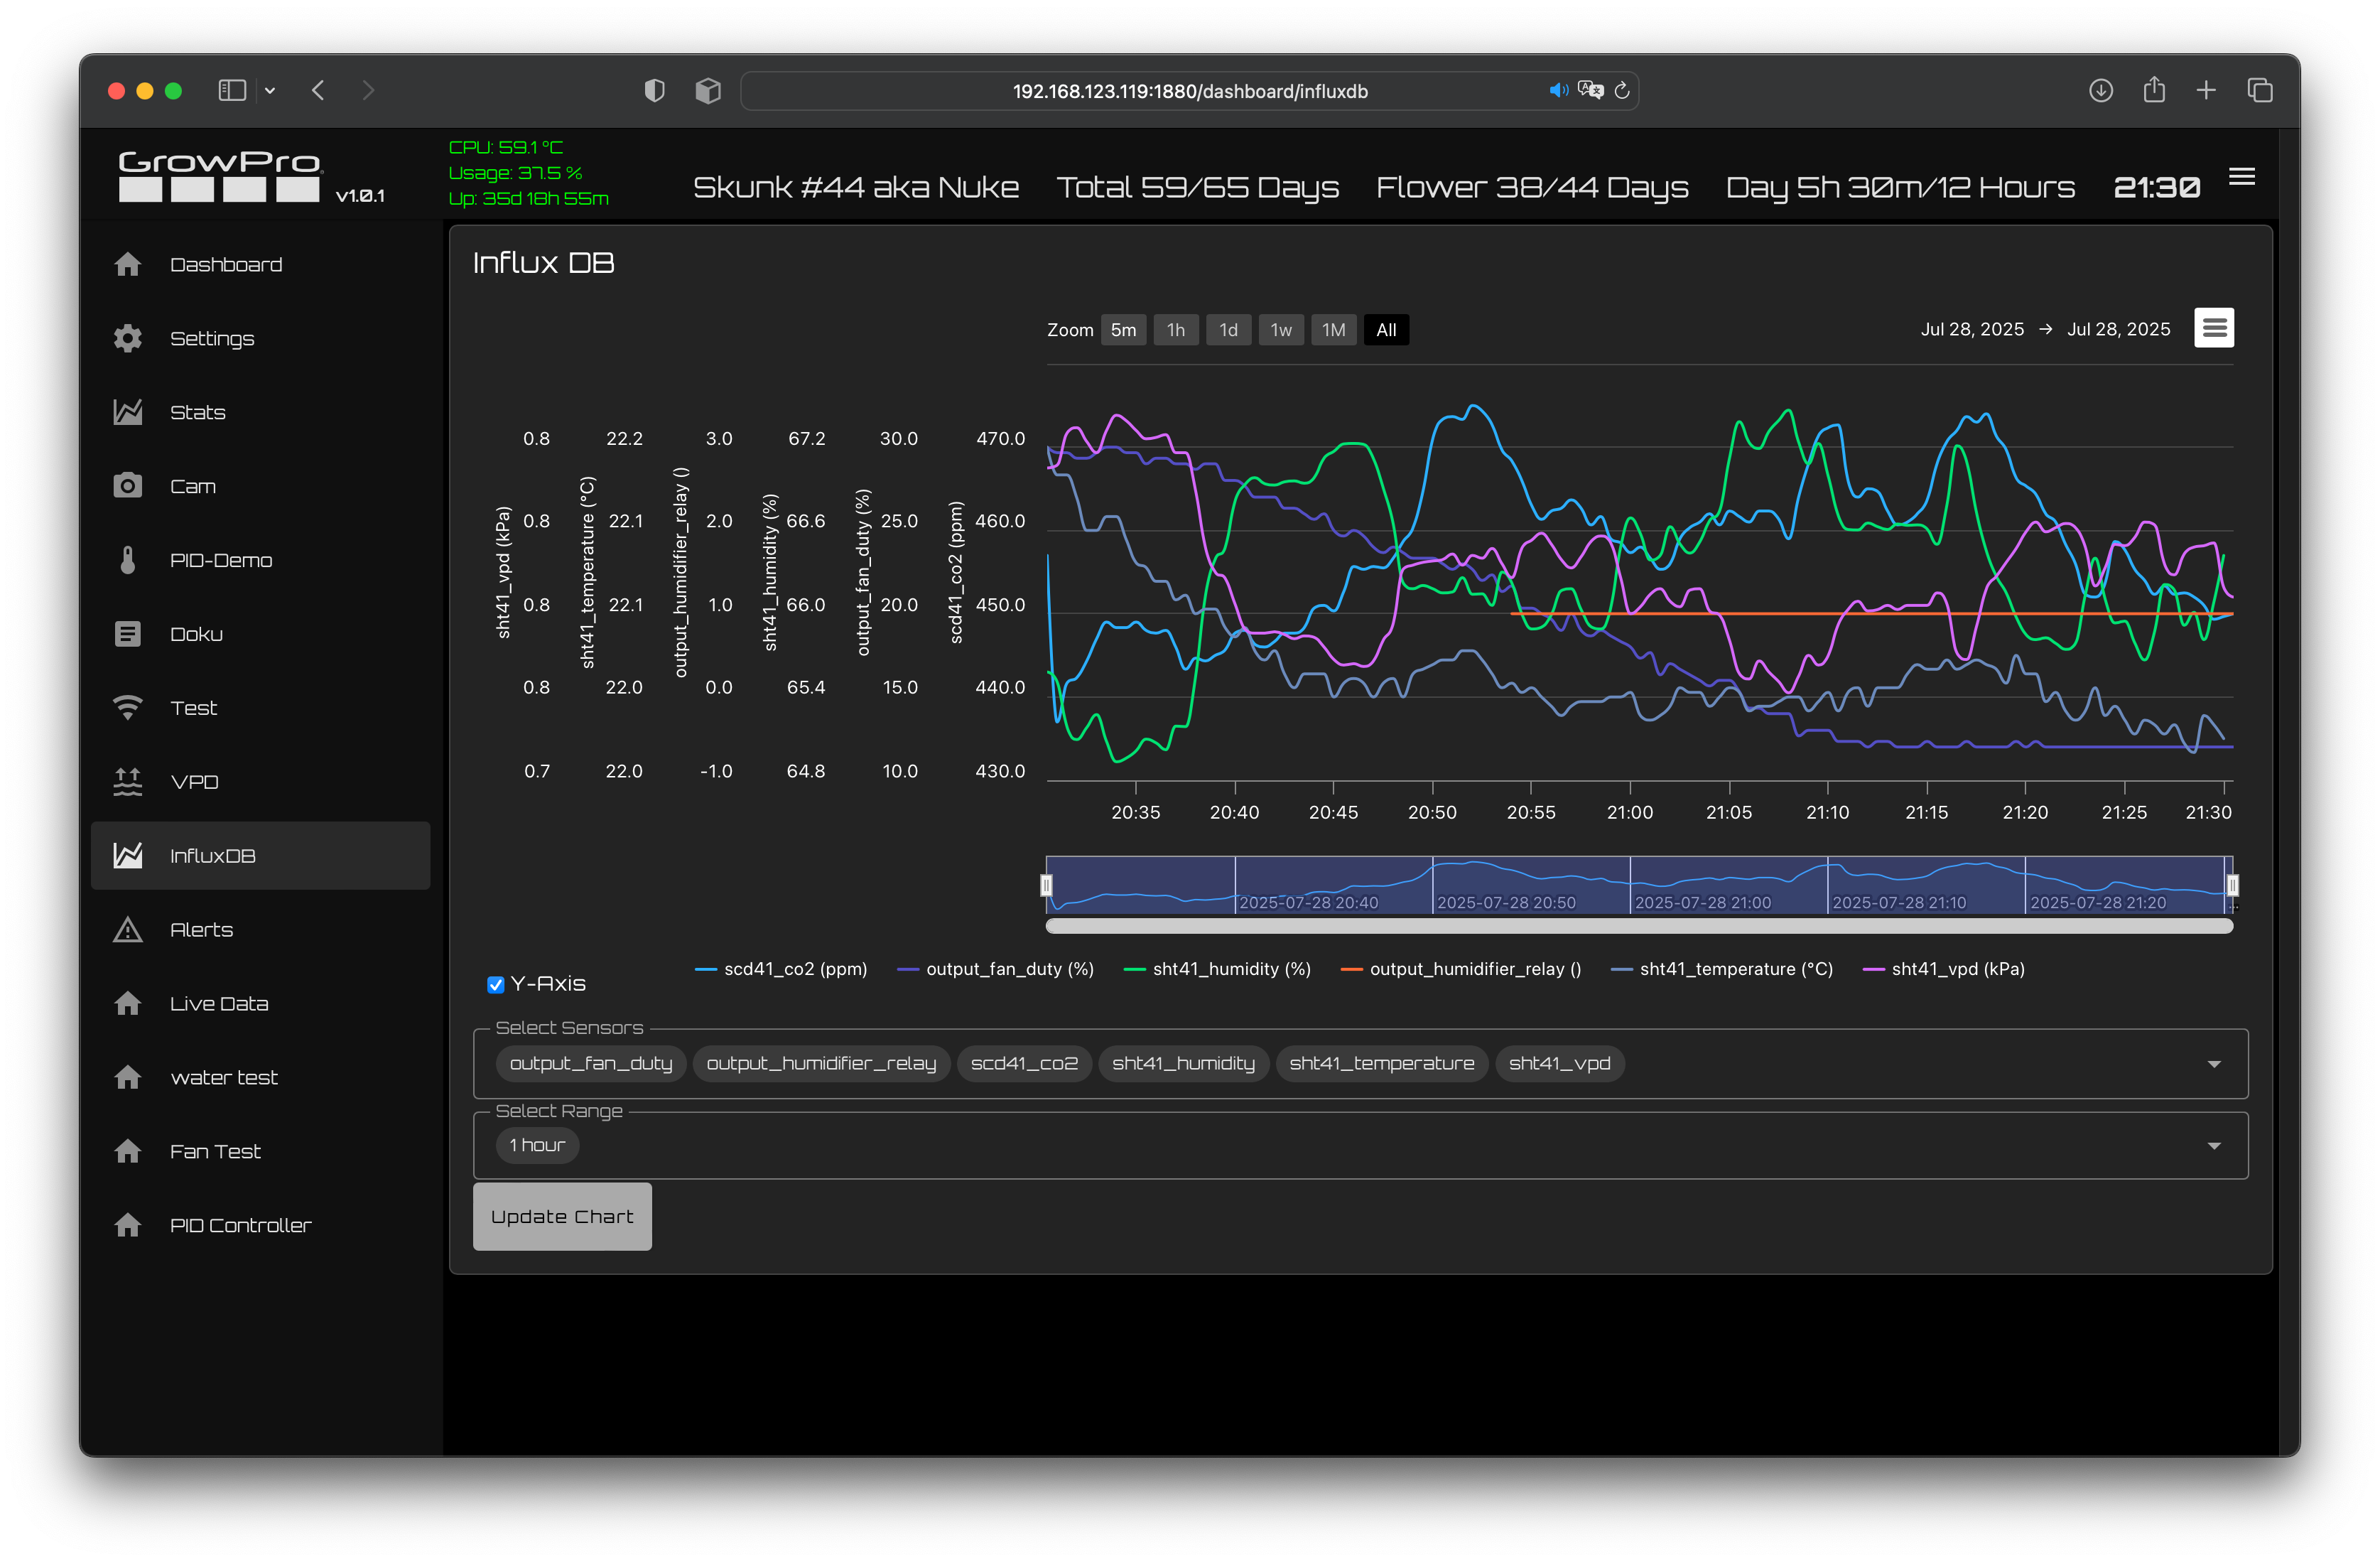 192.168.123.119:1880/dashboard/influxdb
GrowPro
v1.0.1
CPU: 59.1 °C
Usage: 37.5 %
Up: 35d 18h 55m
Skunk #44 aka Nuke Total 59/65 Days Flower 38/44 Days Day 5h 30m/12 Hours 21:30
Dashboard
Settings
Stats
Cam
PID-Demo
Doku
Test
VPD
InfluxDB
Alerts
Live Data
water test
Fan Test
PID Controller
Influx DB
Zoom 5m 1h 1d 1w 1M All
Jul 28, 2025 → Jul 28, 2025
sht41_vpd (kPa)
0.8
0.8
0.8
0.8
0.7
sht41_temperature (°C)
22.2
22.1
22.1
22.0
22.0
output_humidifier_relay ()
3.0
2.0
1.0
0.0
-1.0
sht41_humidity (%)
67.2
66.6
66.0
65.4
64.8
output_fan_duty (%)
30.0
25.0
20.0
15.0
10.0
scd41_co2 (ppm)
470.0
460.0
450.0
440.0
430.0
20:35 20:40 20:45 20:50 20:55 21:00 21:05 21:10 21:15 21:20 21:25 21:30
2025-07-28 20:40 2025-07-28 20:50 2025-07-28 21:00 2025-07-28 21:10 2025-07-28 21:20 ...
Y-Axis
scd41_co2 (ppm) output_fan_duty (%) sht41_humidity (%) output_humidifier_relay () sht41_temperature (°C) sht41_vpd (kPa)
Select Sensors
output_fan_duty output_humidifier_relay scd41_co2 sht41_humidity sht41_temperature sht41_vpd
Select Range
1 hour
Update Chart